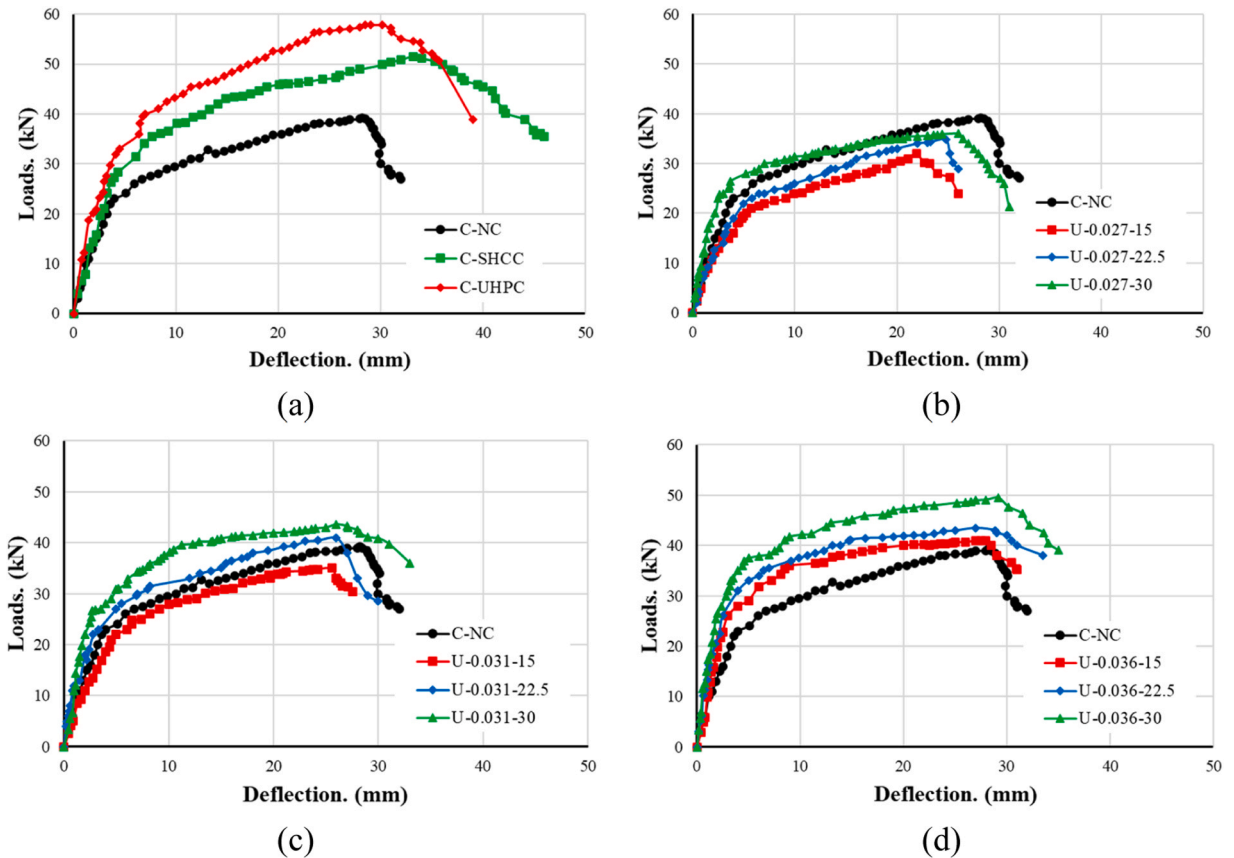 60
50
40
30
20
10
0
Loads. (kN)
C-NC
C-SHCC
C-UHPC
0 10 20 30 40 50
Deflection. (mm)
(a)
60
50
40
30
20
10
0
Loads. (kN)
C-NC
U-0.027-15
U-0.027-22.5
U-0.027-30
0 10 20 30 40 50
Deflection. (mm)
(b)
60
50
40
30
20
10
0
Loads. (kN)
C-NC
U-0.031-15
U-0.031-22.5
U-0.031-30
0 10 20 30 40 50
Deflection. (mm)
(c)
60
50
40
30
20
10
0
Loads. (kN)
C-NC
U-0.036-15
U-0.036-22.5
U-0.036-30
0 10 20 30 40 50
Deflection. (mm)
(d)